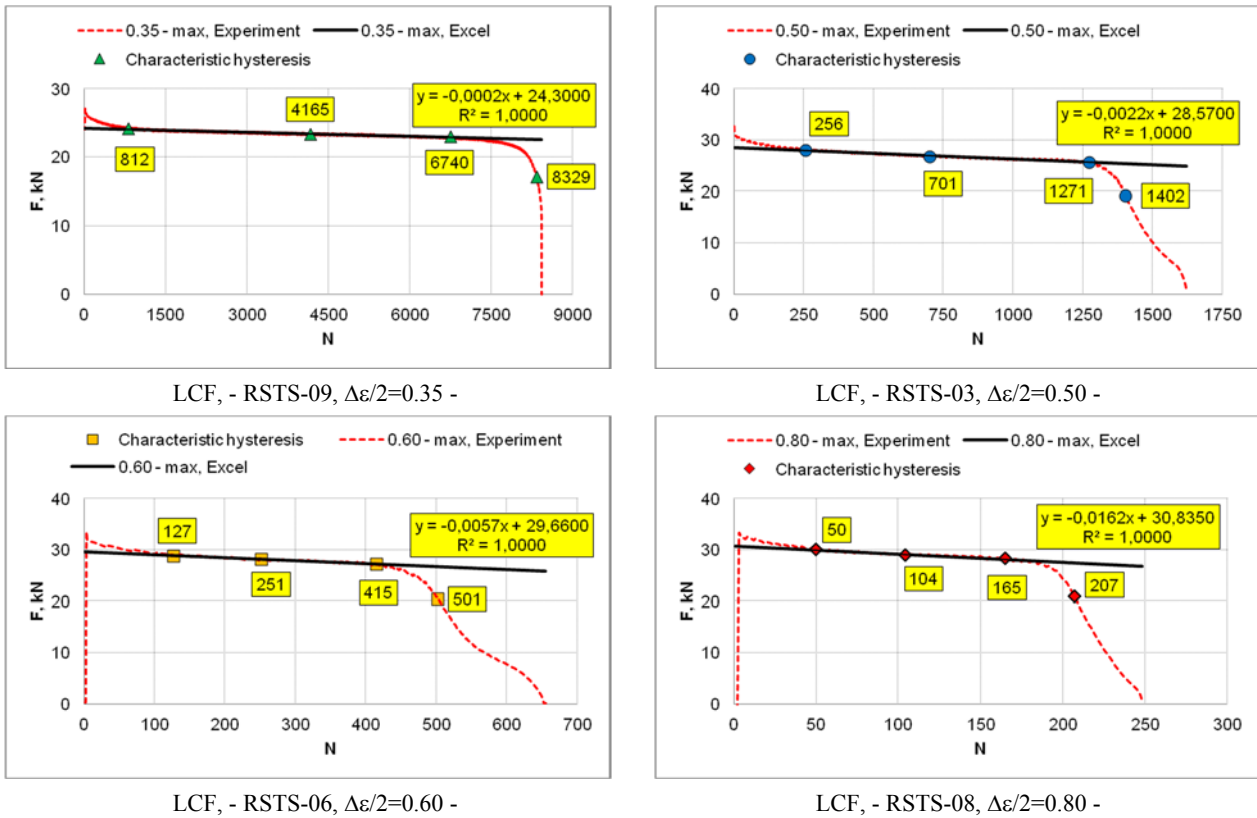 0.35 - max, Experiment 0.35 - max, Excel
Characteristic hysteresis
30
20
10
0
F, kN
812
4165
6740
8329
y = -0,0002x + 24,3000
R² = 1,0000
0 1500 3000 4500 6000 7500 9000
N
LCF, - RSTS-09, Δε/2=0.35 -
0.50 - max, Experiment 0.50 - max, Excel
Characteristic hysteresis
40
30
20
10
0
F, kN
256
701
1271
1402
y = -0,0022x + 28,5700
R² = 1,0000
0 250 500 750 1000 1250 1500 1750
N
LCF, - RSTS-03, Δε/2=0.50 -
Characteristic hysteresis 0.60 - max, Experiment
0.60 - max, Excel
40
30
20
10
0
F, kN
127
251
415
501
y = -0,0057x + 29,6600
R² = 1,0000
0 100 200 300 400 500 600 700
N
LCF, - RSTS-06, Δε/2=0.60 -
0.80 - max, Experiment 0.80 - max, Excel
Characteristic hysteresis
40
30
20
10
0
F, kN
50
104
165
207
y = -0,0162x + 30,8350
R² = 1,0000
0 50 100 150 200 250 300
N
LCF, - RSTS-08, Δε/2=0.80 -